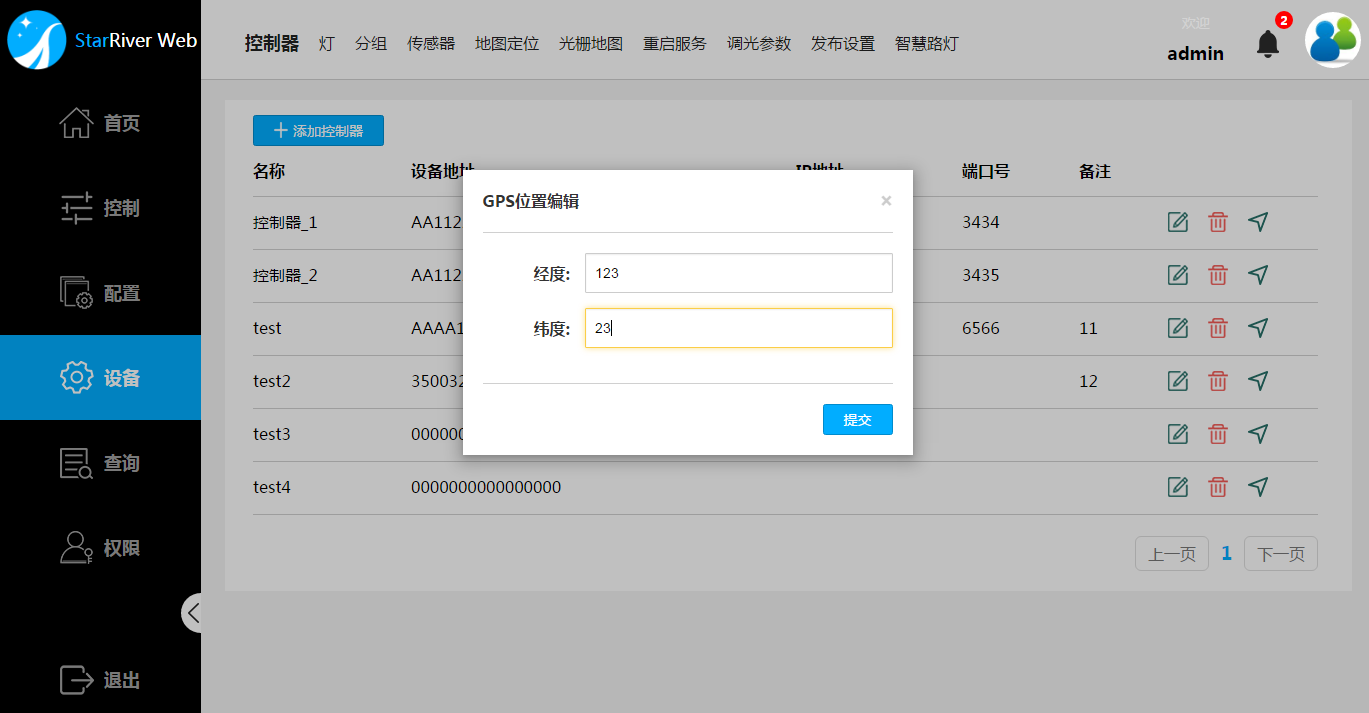 StarRiver Web
首页
控制
配置
设备
查询
权限
退出
控制器 灯 分组 传感器 地图定位 光栅地图 重启服务 调光参数 发布设置 智慧路灯
欢迎
admin
2
添加控制器
名称 设备地址 IP地址 端口号 备注
控制器_1 AA112 3434
控制器_2 AA112 3435
test AAAA1 6566 11
test2 350032 12
test3 000000
test4 0000000000000000
上一页 1 下一页
GPS位置编辑 ×
经度: 123
纬度: 23
提交